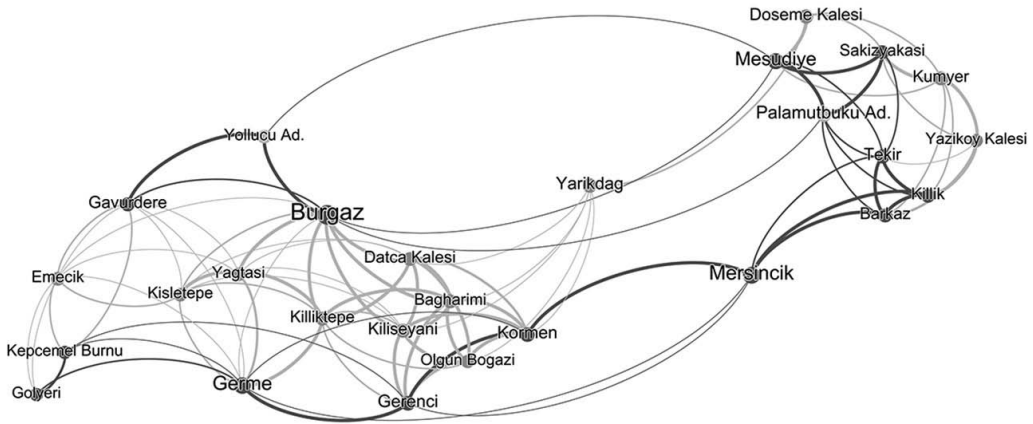 Doseme Kalesi
Sakizyakasi
Mesudiye
Kumyer
Palamutbuku Ad.
Yollucu Ad.
Yazikoy Kalesi
Tekir
Yarikdag
Killik
Gavurdere
Burgaz
Barkaz
Datca Kalesi
Yagtasi
Mersincik
Emecik
Kisletepe
Bagharimi
Killiktepe
Kiliseyani
Kormen
Kepcemel Burnu
Olgun Bogazi
Germe
Golyeri
Gerenci